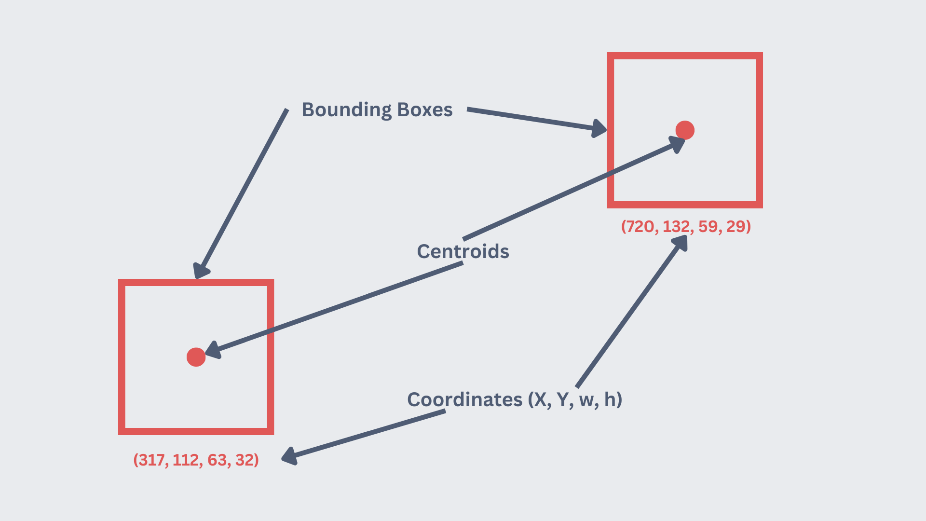 Bounding Boxes
(720, 132, 59, 29)
Centroids
Coordinates (X, Y, w, h)
(317, 112, 63, 32)